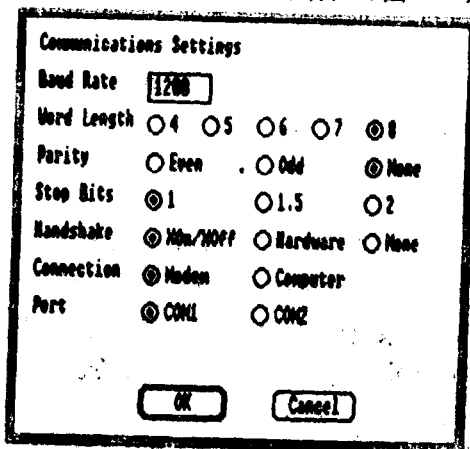 Communications Settings
Baud Rate 1200
Word Length 4 5 6 7 8
Parity Even Odd None
Stop Bits 1 1.5 2
Handshake XOn/XOff Hardware None
Connection Modem Computer
Port COM1 COM2
OK Cancel